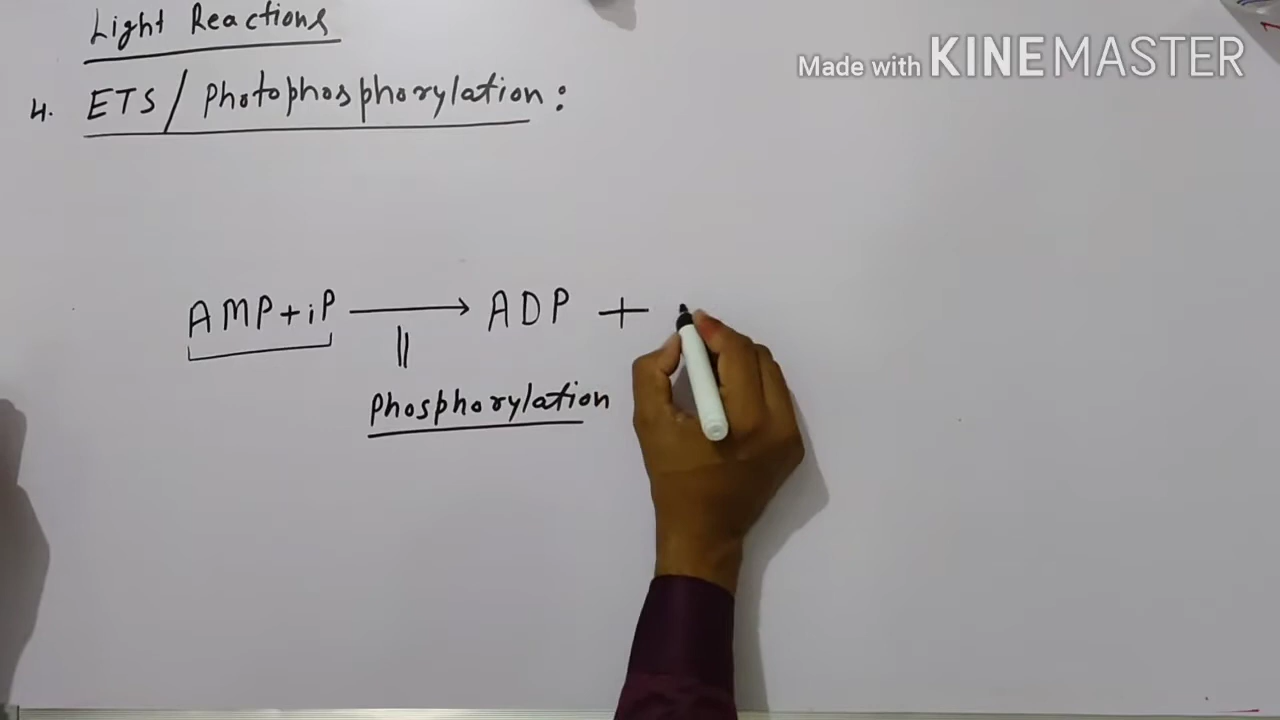 Light Reactions
Made with KINEMASTER
4. ETS / Photophosphorylation :
AMP + iP → ADP +
||
Phosphorylation